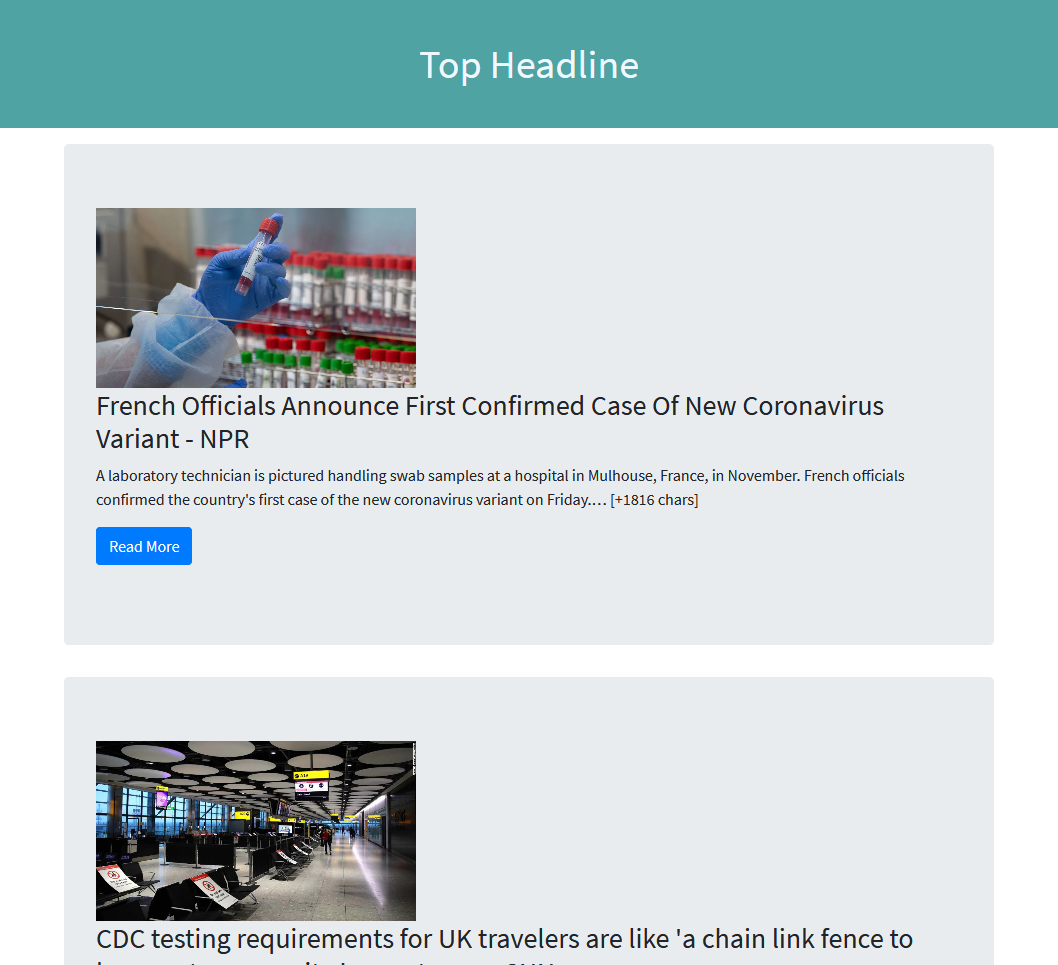 Top Headline
French Officials Announce First Confirmed Case Of New Coronavirus
Variant - NPR
A laboratory technician is pictured handling swab samples at a hospital in Mulhouse, France, in November. French officials
confirmed the country's first case of the new coronavirus variant on Friday.… [+1816 chars]
Read More
CDC testing requirements for UK travelers are like 'a chain link fence to